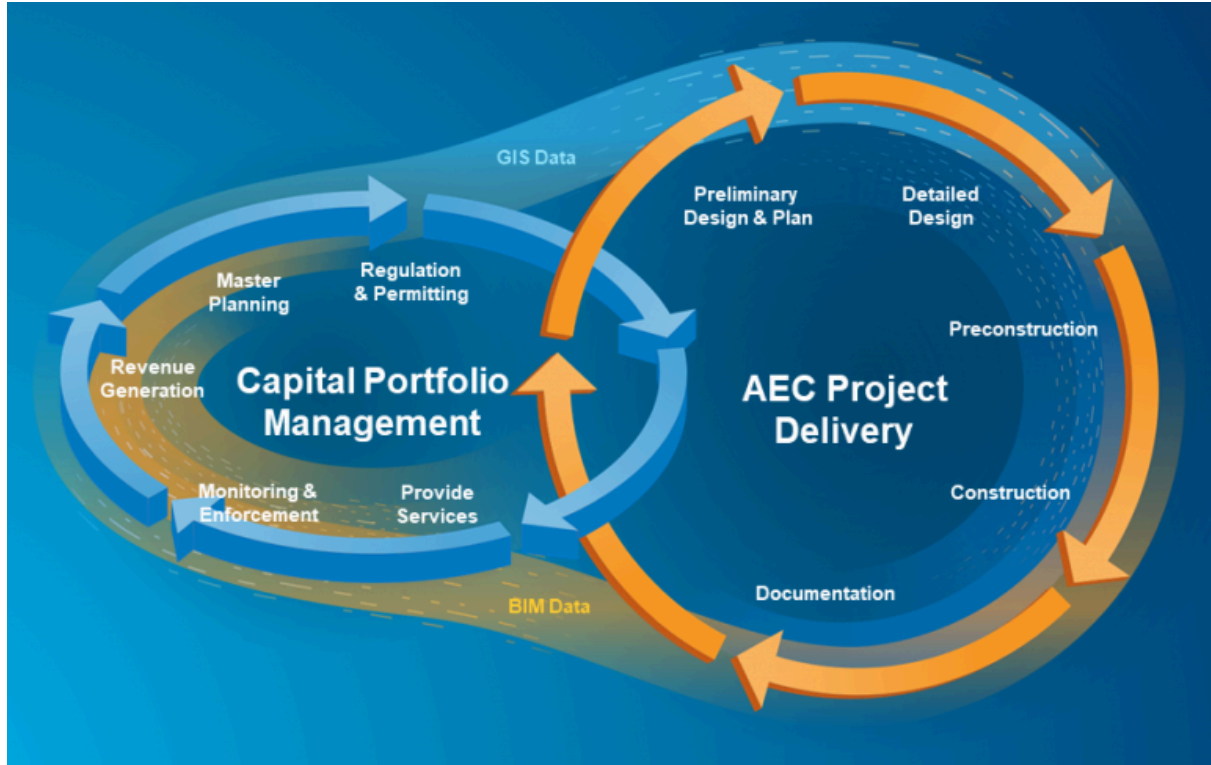 GIS Data
Preliminary
Design & Plan
Detailed
Design
Master
Planning
Regulation
& Permitting
Preconstruction
Revenue
Generation
Capital Portfolio
Management
AEC Project
Delivery
Monitoring &
Enforcement
Provide
Services
Construction
Documentation
BIM Data